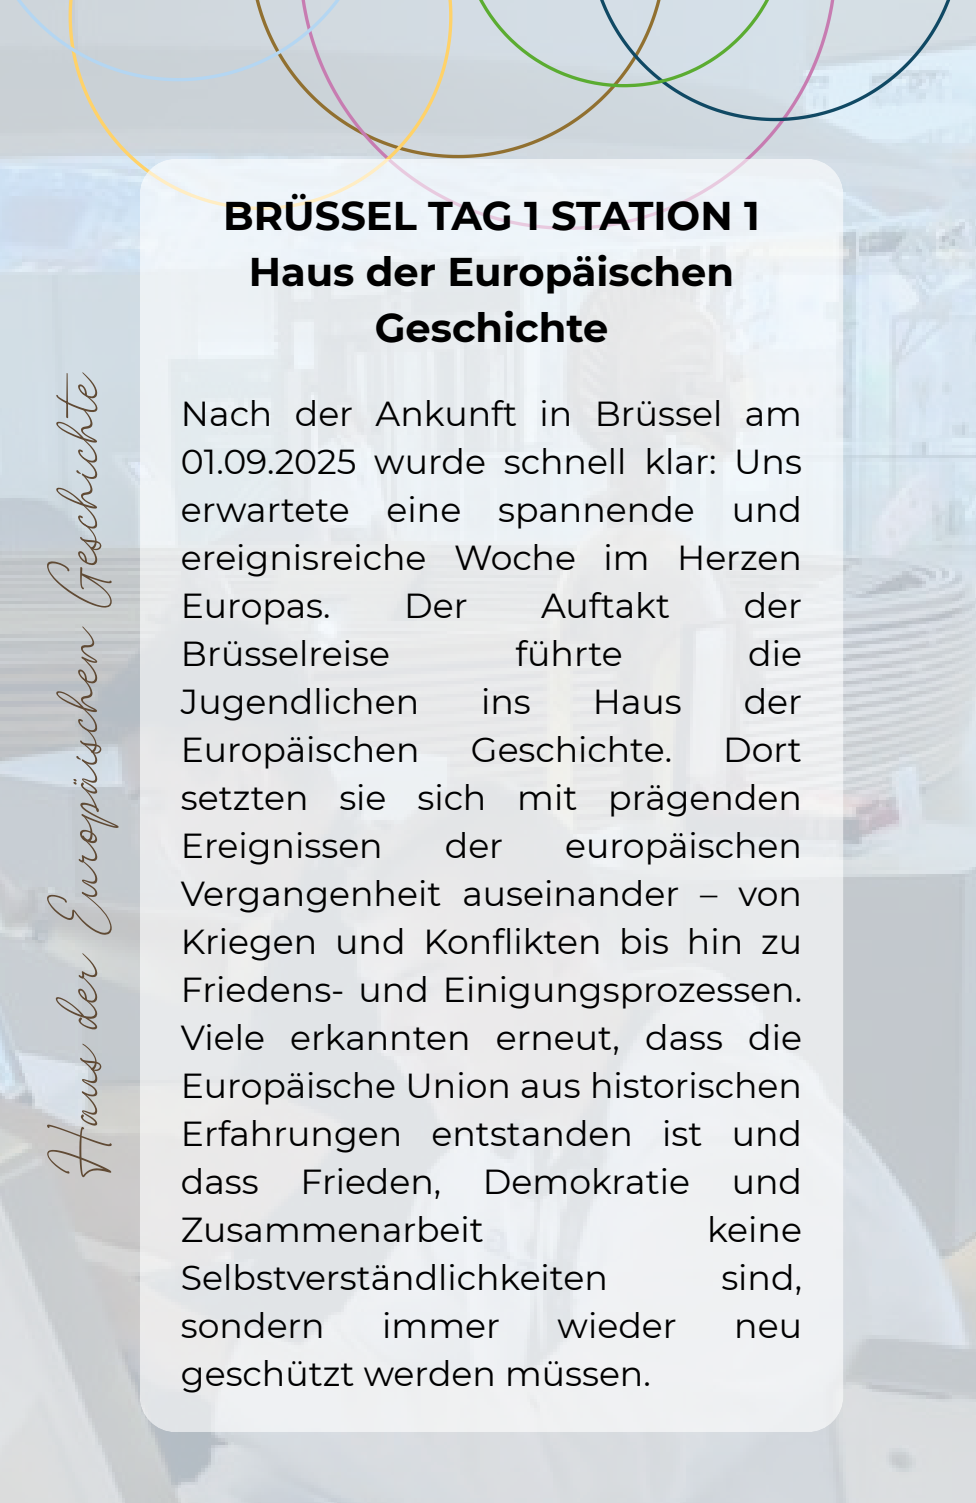 BRÜSSEL TAG 1 STATION 1
Haus der Europäischen
Geschichte
Nach der Ankunft in Brüssel am
01.09.2025 wurde schnell klar: Uns
erwartete eine spannende und
ereignisreiche Woche im Herzen
Europas. Der Auftakt der
Brüsselreise führte die
Jugendlichen ins Haus der
Europäischen Geschichte. Dort
setzten sie sich mit prägenden
Ereignissen der europäischen
Vergangenheit auseinander – von
Kriegen und Konflikten bis hin zu
Friedens- und Einigungsprozessen.
Viele erkannten erneut, dass die
Europäische Union aus historischen
Erfahrungen entstanden ist und
dass Frieden, Demokratie und
Zusammenarbeit keine
Selbstverständlichkeiten sind,
sondern immer wieder neu
geschützt werden müssen.
Haus der Europäischen Geschichte